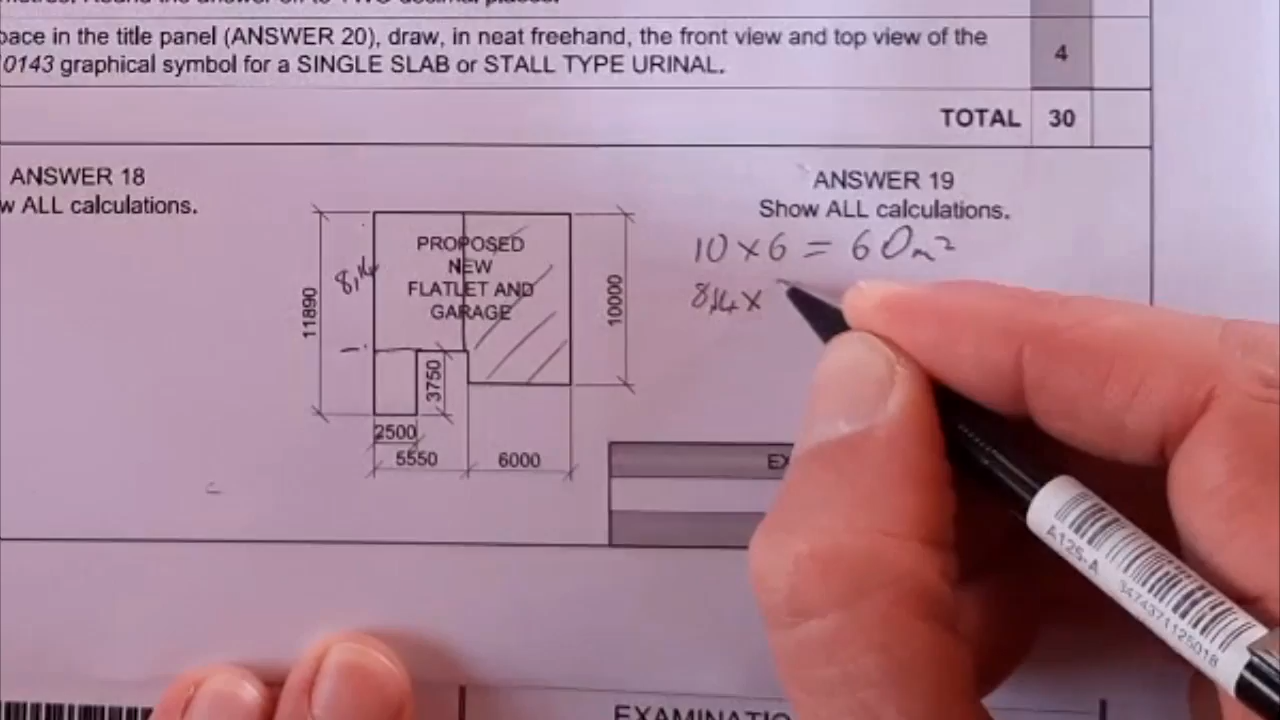 pace in the title panel (ANSWER 20), draw, in neat freehand, the front view and top view of the
0143 graphical symbol for a SINGLE SLAB or STALL TYPE URINAL.
4
TOTAL 30
ANSWER 18
w ALL calculations.
ANSWER 19
Show ALL calculations.
10 x 6 = 60m²
8,14 x
PROPOSED
NEW
FLATLET AND
GARAGE
8,14
11890
10000
3750
2500
5550
6000
EX
A125-A
3474371125018
EXAMINATIO